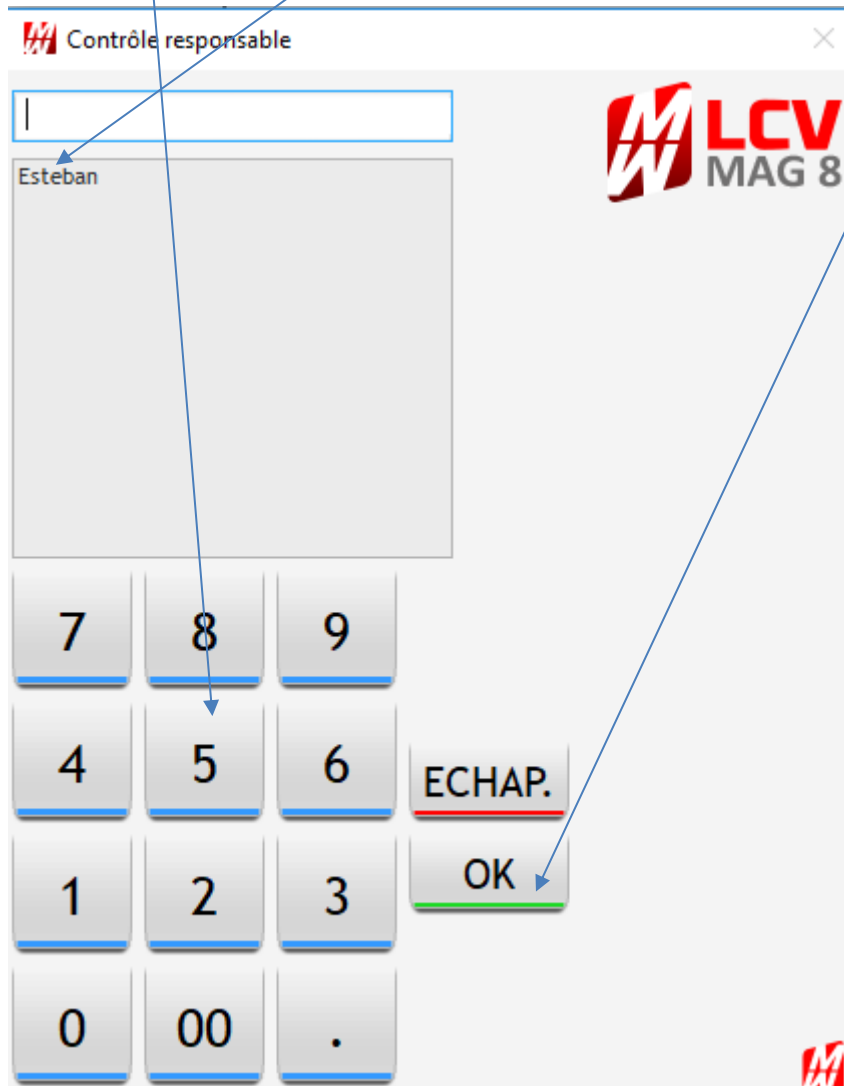 Contrôle responsable
LCV
MAG 8
Esteban
7 8 9
4 5 6 ECHAP.
1 2 3 OK
0 00 .